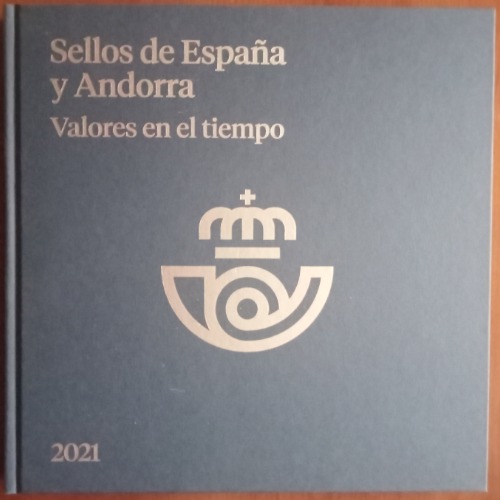 Sellos de España
y Andorra
Valores en el tiempo
2021